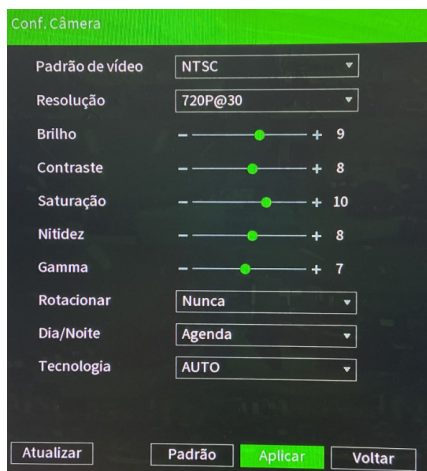 Conf. Câmera
Padrão de vídeo NTSC
Resolução 720P@30
Brilho - + 9
Contraste - + 8
Saturação - + 10
Nitidez - + 8
Gamma - + 7
Rotacionar Nunca
Dia/Noite Agenda
Tecnologia AUTO
Atualizar Padrão Aplicar Voltar